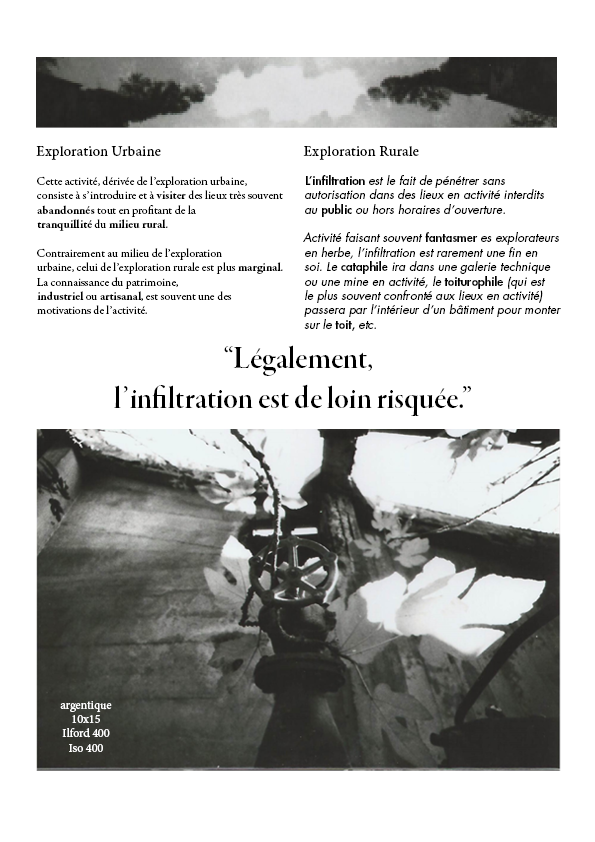 Exploration Urbaine
Cette activité, dérivée de l'exploration urbaine,
consiste à s'introduire et à visiter des lieux très souvent
abandonnés tout en profitant de la
tranquillité du milieu rural.
Contrairement au milieu de l'exploration
urbaine, celui de l'exploration rurale est plus marginal.
La connaissance du patrimoine,
industriel ou artisanal, est souvent une des
motivations de l'activité.
Exploration Rurale
L'infiltration est le fait de pénétrer sans
autorisation dans des lieux en activité interdits
au public ou hors horaires d'ouverture.
Activité faisant souvent fantasmer es explorateurs
en herbe, l'infiltration est rarement une fin en
soi. Le cataphile ira dans une galerie technique
ou une mine en activité, le toiturophile (qui est
le plus souvent confronté aux lieux en activité)
passera par l'intérieur d'un bâtiment pour monter
sur le toit, etc.
“Légalement,
l'infiltration est de loin risquée.”
argentique
10x15
Ilford 400
Iso 400